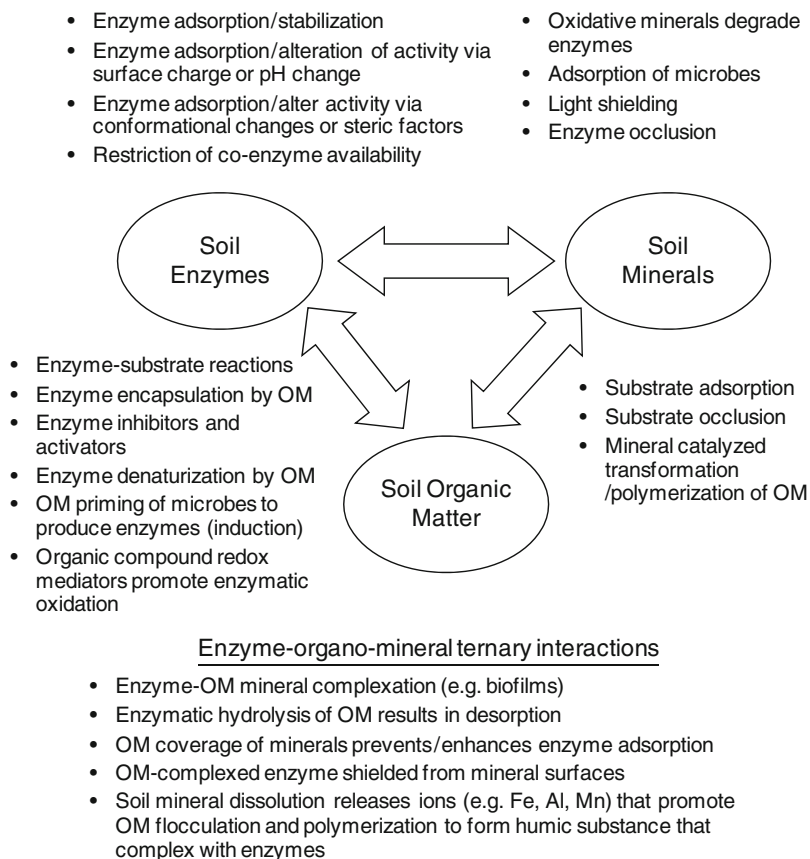 • Enzyme adsorption/stabilization
• Enzyme adsorption/alteration of activity via
surface charge or pH change
• Enzyme adsorption/alter activity via
conformational changes or steric factors
• Restriction of co-enzyme availability
• Oxidative minerals degrade
enzymes
• Adsorption of microbes
• Light shielding
• Enzyme occlusion
Soil
Enzymes
Soil
Minerals
• Enzyme-substrate reactions
• Enzyme encapsulation by OM
• Enzyme inhibitors and
activators
• Enzyme denaturization by OM
• OM priming of microbes to
produce enzymes (induction)
• Organic compound redox
mediators promote enzymatic
oxidation
Soil Organic
Matter
• Substrate adsorption
• Substrate occlusion
• Mineral catalyzed
transformation
/polymerization of OM
Enzyme-organo-mineral ternary interactions
• Enzyme-OM mineral complexation (e.g. biofilms)
• Enzymatic hydrolysis of OM results in desorption
• OM coverage of minerals prevents/enhances enzyme adsorption
• OM-complexed enzyme shielded from mineral surfaces
• Soil mineral dissolution releases ions (e.g. Fe, Al, Mn) that promote
OM flocculation and polymerization to form humic substance that
complex with enzymes